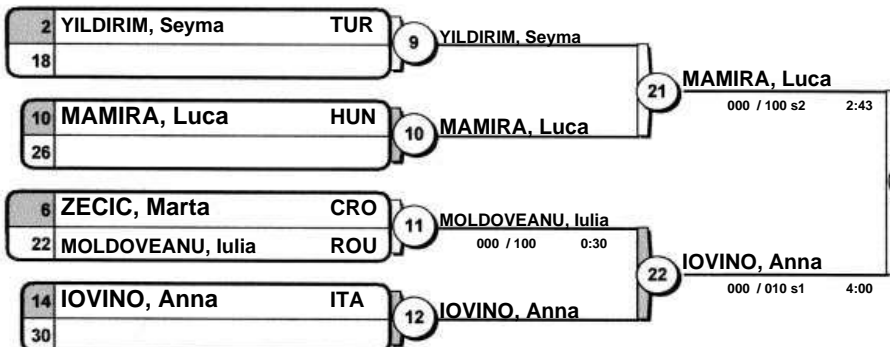 2 YILDIRIM, Seyma TUR
18
9 YILDIRIM, Seyma
21 MAMIRA, Luca
000 / 100 s2 2:43
10 MAMIRA, Luca HUN
26
10 MAMIRA, Luca
6 ZECIC, Marta CRO
22 MOLDOVEANU, Iulia ROU
11 MOLDOVEANU, Iulia
000 / 100 0:30
22 IOVINO, Anna
000 / 010 s1 4:00
14 IOVINO, Anna ITA
30
12 IOVINO, Anna